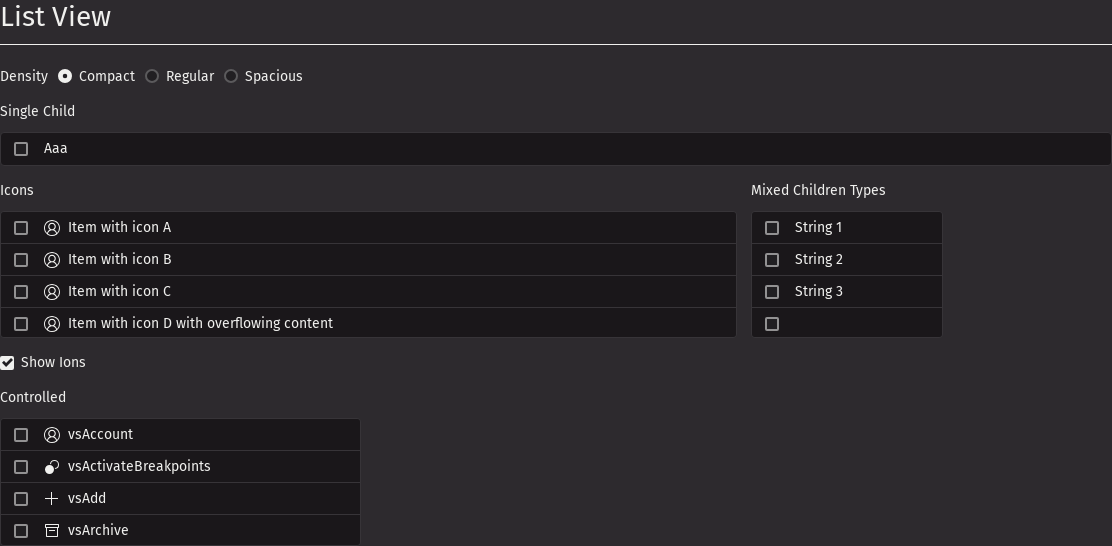 List View
Density Compact Regular Spacious
Single Child
Aaa
Icons
Item with icon A
Item with icon B
Item with icon C
Item with icon D with overflowing content
Mixed Children Types
String 1
String 2
String 3
Show Ions
Controlled
vsAccount
vsActivateBreakpoints
vsAdd
vsArchive